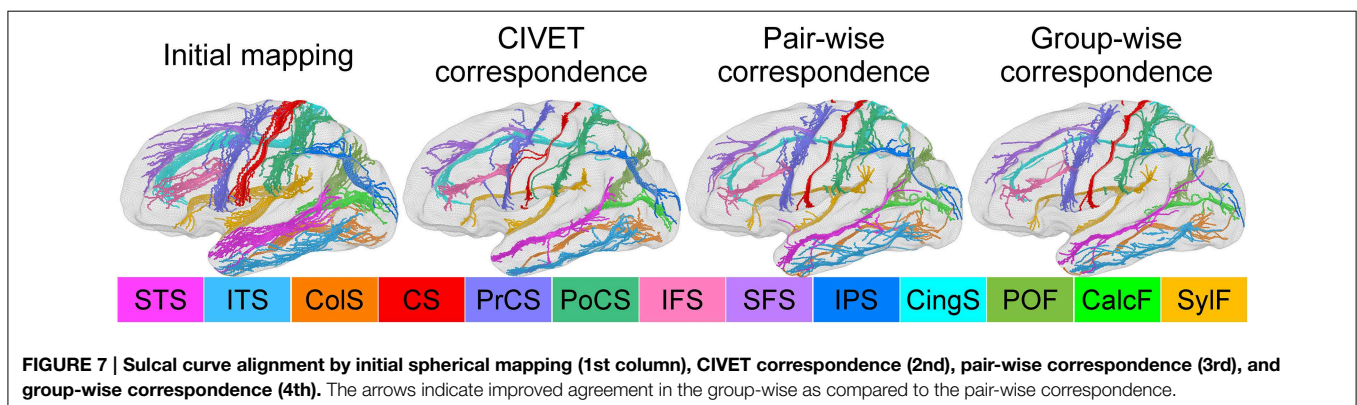 Initial mapping
CIVET
correspondence
Pair-wise
correspondence
Group-wise
correspondence
STS ITS ColS CS PrCS PoCS IFS SFS IPS CingS POF CalcF SylF
FIGURE 7 | Sulcal curve alignment by initial spherical mapping (1st column), CIVET correspondence (2nd), pair-wise correspondence (3rd), and
group-wise correspondence (4th). The arrows indicate improved agreement in the group-wise as compared to the pair-wise correspondence.